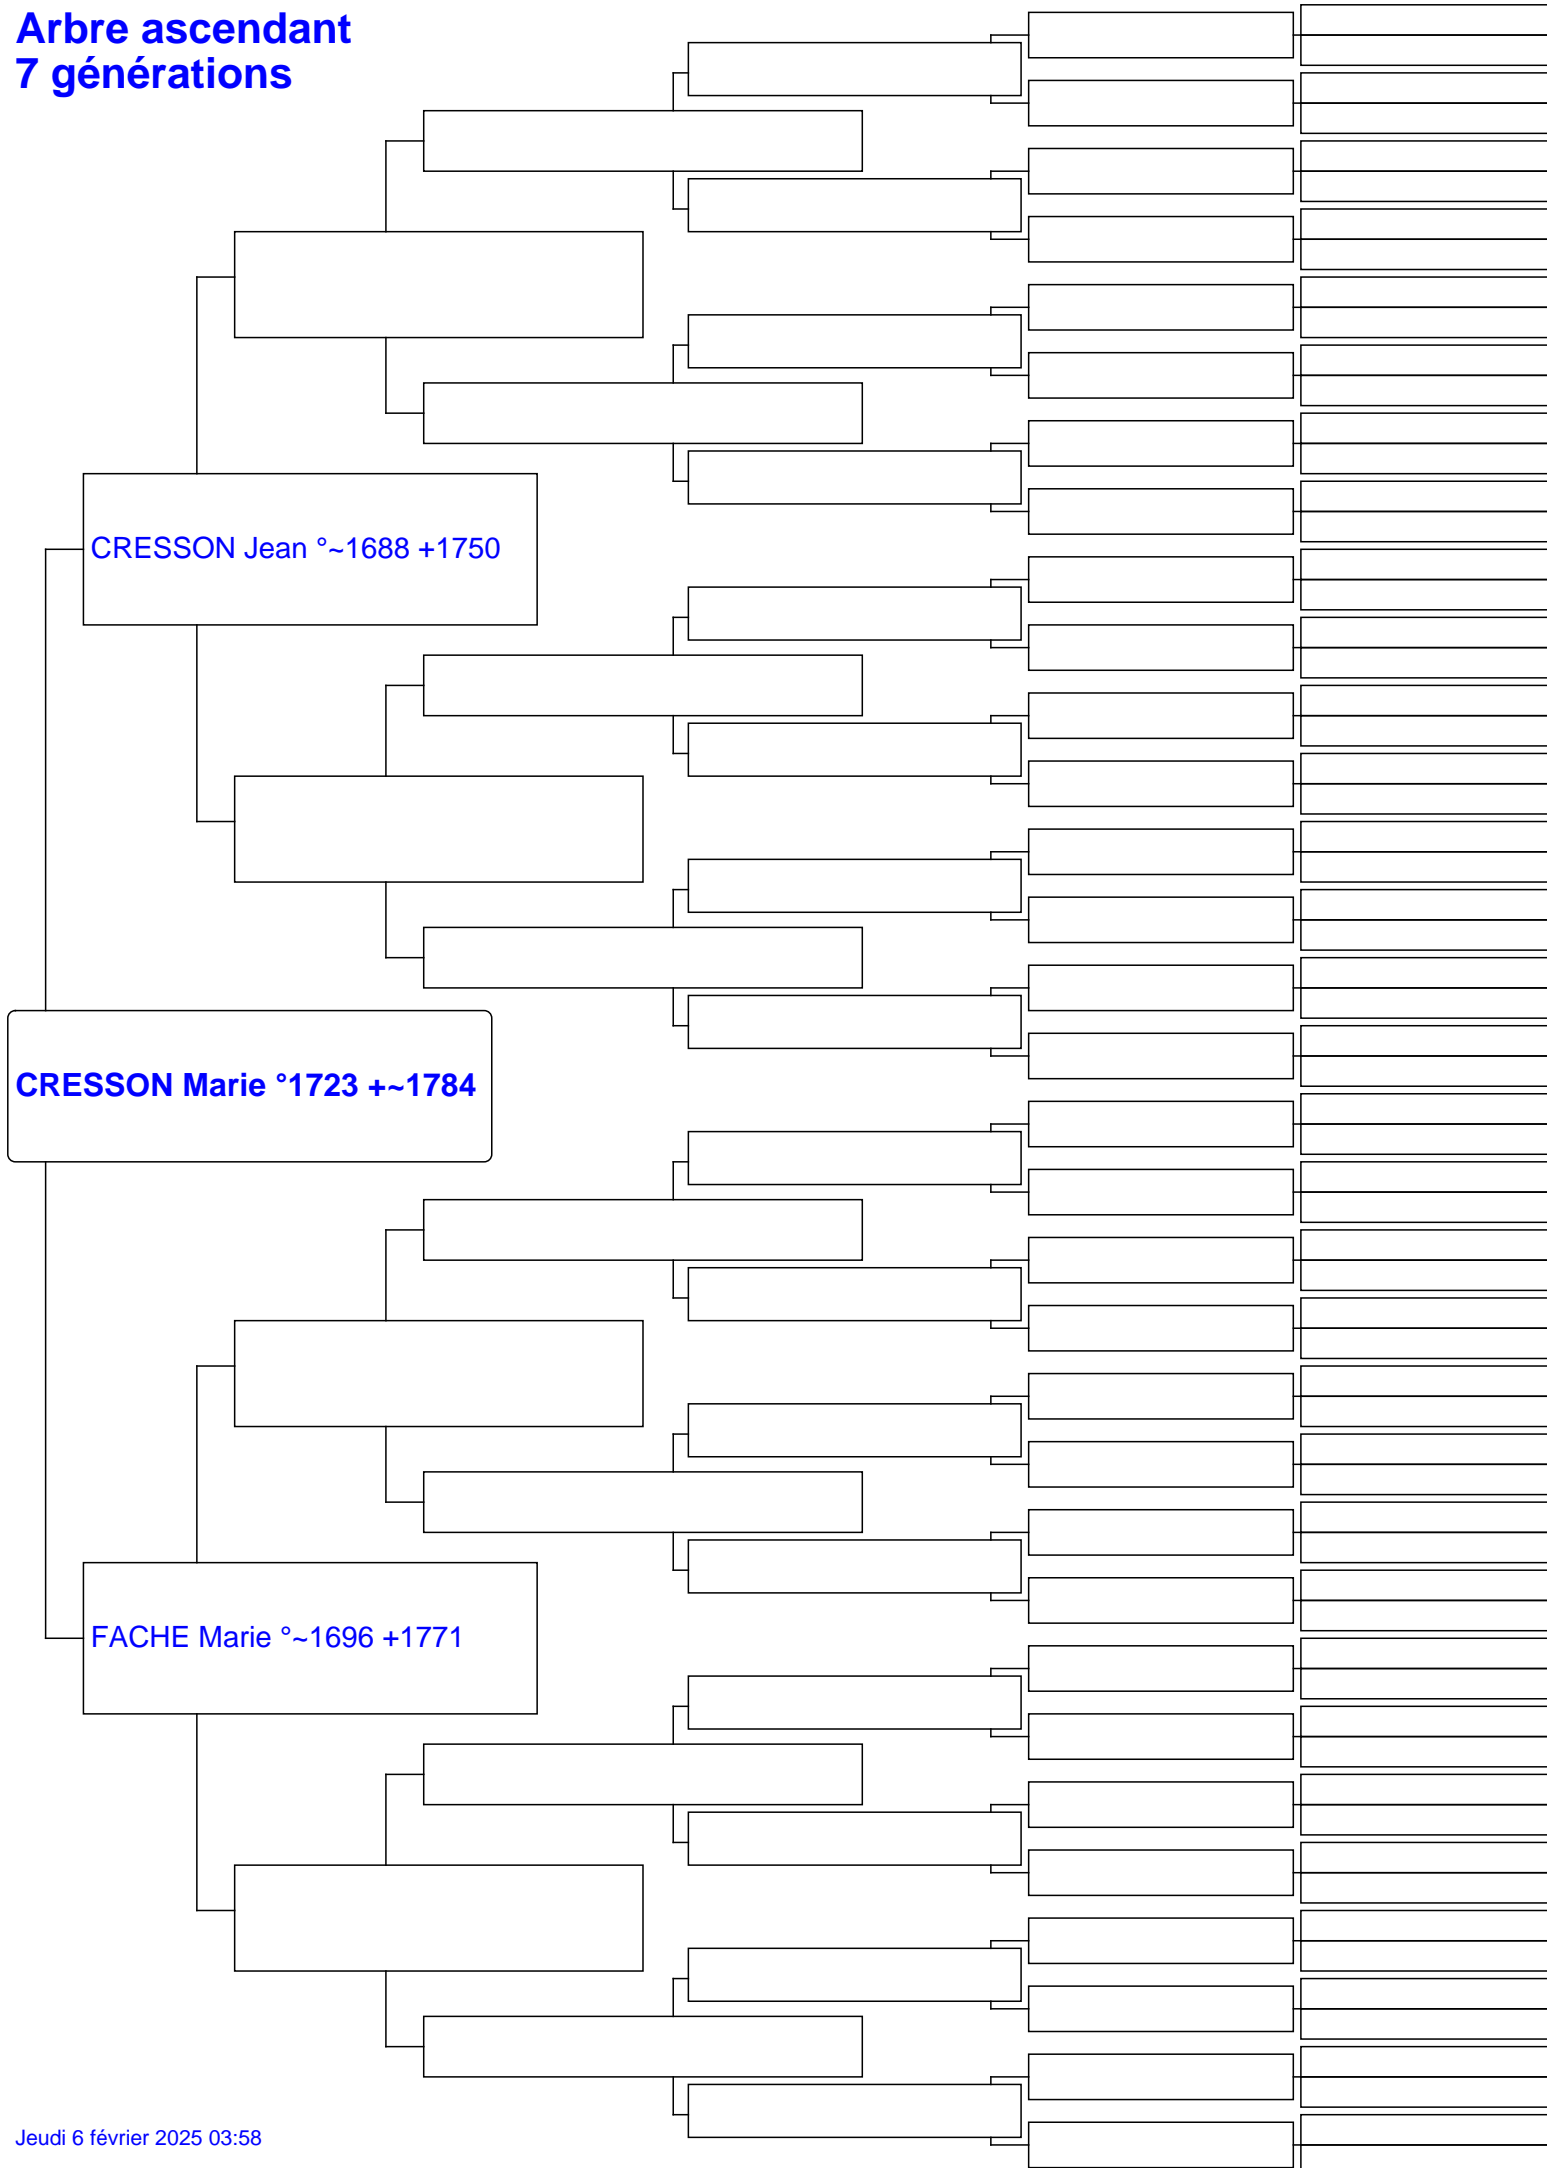 Arbre ascendant
7 générations
CRESSON Jean °~1688 +1750
CRESSON Marie °1723 +~1784
FACHE Marie °~1696 +1771
Jeudi 6 février 2025 03:58